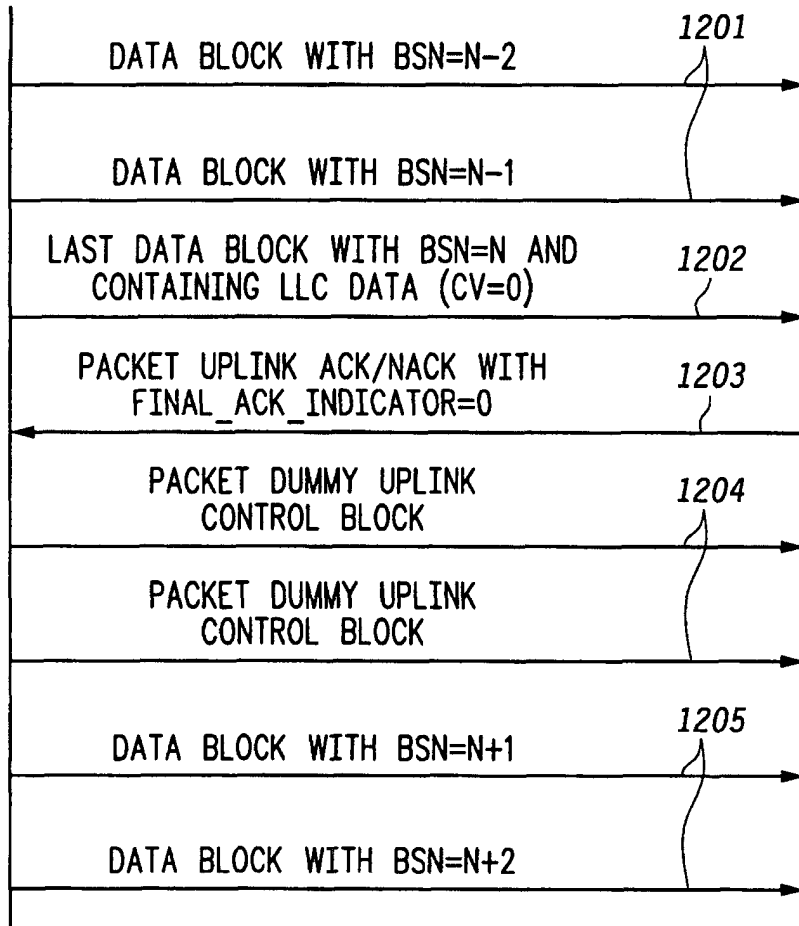 1201
DATA BLOCK WITH BSN=N-2
DATA BLOCK WITH BSN=N-1
LAST DATA BLOCK WITH BSN=N AND
CONTAINING LLC DATA (CV=0)
1202
PACKET UPLINK ACK/NACK WITH
FINAL_ACK_INDICATOR=0
1203
PACKET DUMMY UPLINK
CONTROL BLOCK
1204
PACKET DUMMY UPLINK
CONTROL BLOCK
1205
DATA BLOCK WITH BSN=N+1
DATA BLOCK WITH BSN=N+2